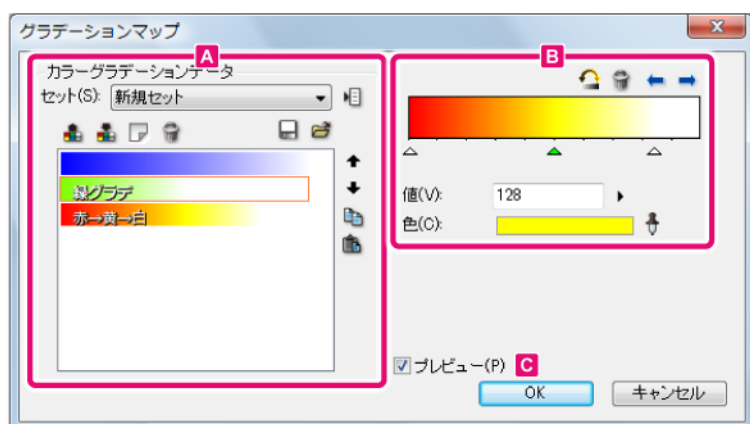 グラデーションマップ
A
カラーグラデーションデータ
セット(S): 新規セット
緑グラデ
赤→黄→白
B
値(V): 128
色(C):
プレビュー(P) C
OK キャンセル